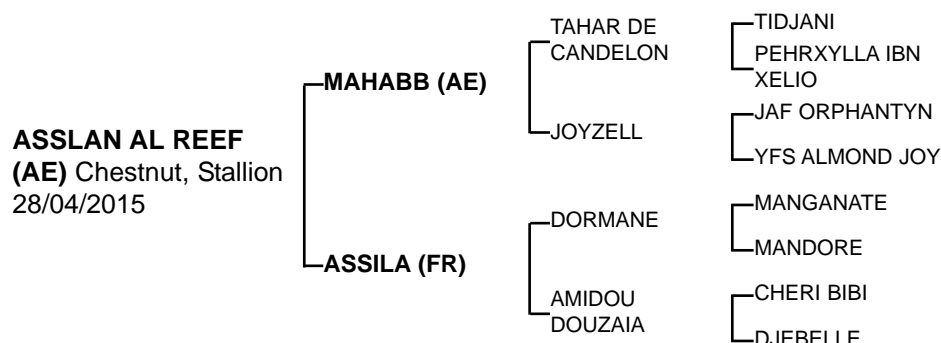 ASSLAN AL REEF
(AE) Chestnut, Stallion
28/04/2015
MAHABB (AE)
ASSILA (FR)
TAHAR DE
CANDELON
JOYZELL
DORMANE
AMIDOU
DOUZAIA
TIDJANI
PEHRXYLLA IBN
XELIO
JAF ORPHANTYN
YFS ALMOND JOY
MANGANATE
MANDORE
CHERI BIBI
DJEBELLE